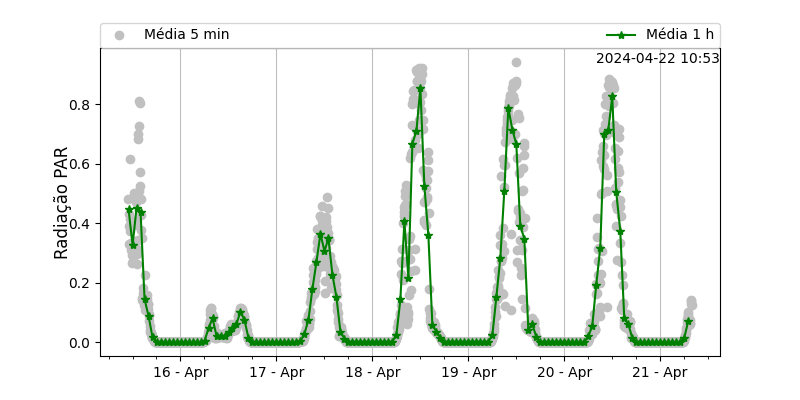 Média 5 min
Média 1 h
2024-04-22 10:53
Radiação PAR
0.8
0.6
0.4
0.2
0.0
16 - Apr
17 - Apr
18 - Apr
19 - Apr
20 - Apr
21 - Apr